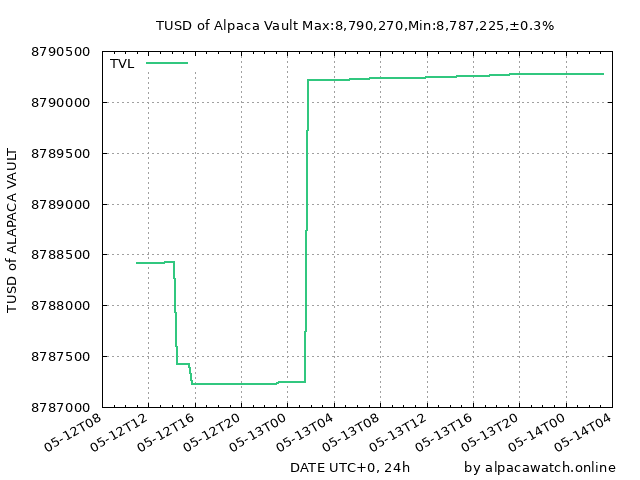 TUSD of Alpaca Vault Max:8,790,270,Min:8,787,225,±0.3%
TVL
8790500
8790000
8789500
8789000
8788500
8788000
8787500
8787000
TUSD of ALAPACA VAULT
05-12T08
05-12T12
05-12T16
05-12T20
05-13T00
05-13T04
05-13T08
05-13T12
05-13T16
05-13T20
05-14T00
05-14T04
DATE UTC+0, 24h
by alpacawatch.online